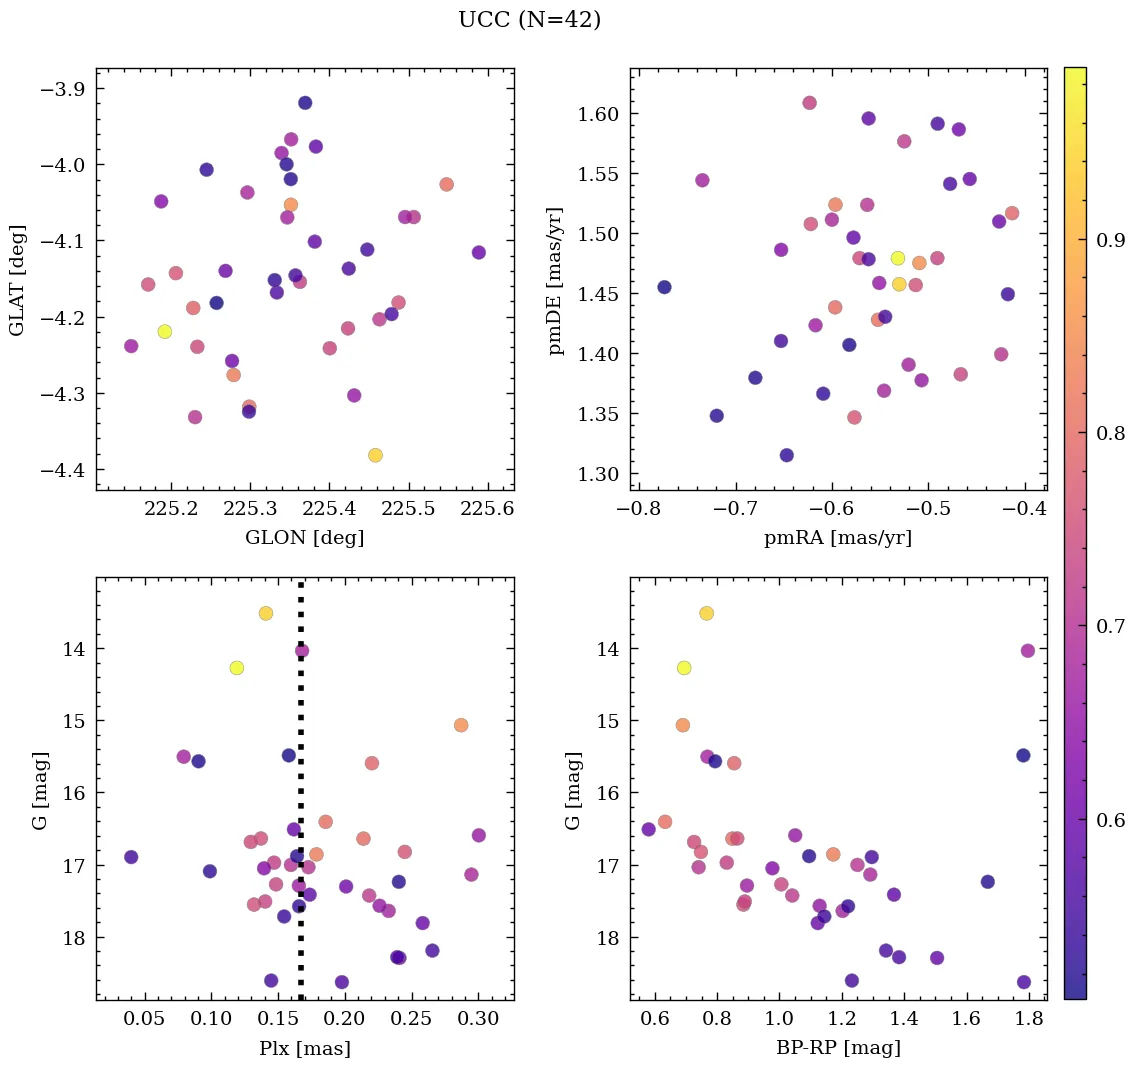 UCC (N=42)
−3.9
−4.0
−4.1
−4.2
−4.3
−4.4
GLAT [deg]
225.2 225.3 225.4 225.5 225.6
GLON [deg]
1.60
1.55
1.50
1.45
1.40
1.35
1.30
pmDE [mas/yr]
−0.8 −0.7 −0.6 −0.5 −0.4
pmRA [mas/yr]
14
15
16
17
18
G [mag]
0.05 0.10 0.15 0.20 0.25 0.30
Plx [mas]
14
15
16
17
18
G [mag]
0.6 0.8 1.0 1.2 1.4 1.6 1.8
BP-RP [mag]
0.9
0.8
0.7
0.6